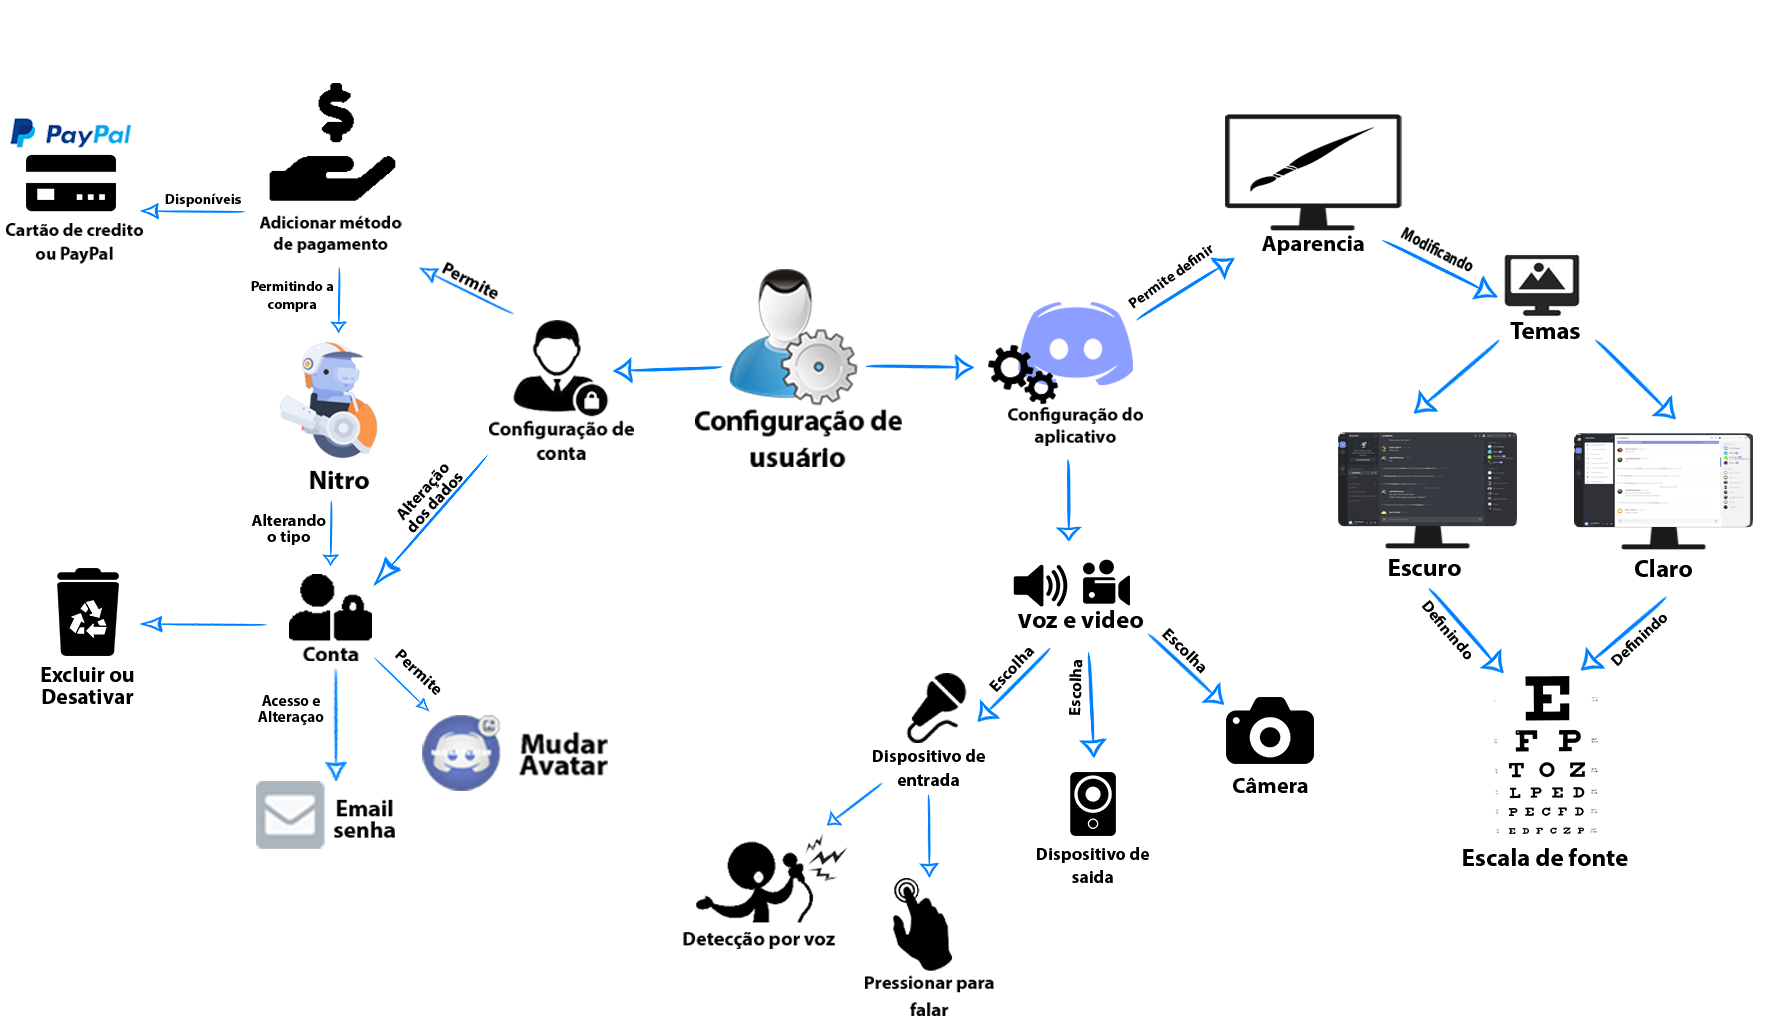 PayPal
Cartão de credito
ou PayPal
Disponíveis
Adicionar método
de pagamento
Permitindo a
compra
Permite
Nitro
Alterando
o tipo
Configuração de
conta
Alteração
dos dados
Conta
Excluir ou
Desativar
Acesso e
Alteraçao
Permite
Mudar
Avatar
Email
senha
Configuração de
usuário
Configuração do
aplicativo
Permite definir
Aparencia
Modificando
Temas
Escuro
Claro
Definindo
Definindo
E
F P
T O Z
L P E D
P E C F D
E D F C Z P
Escala de fonte
Voz e video
Escolha
Escolha
Escolha
Dispositivo de
entrada
Dispositivo de
saida
Câmera
Detecção por voz
Pressionar para
falar